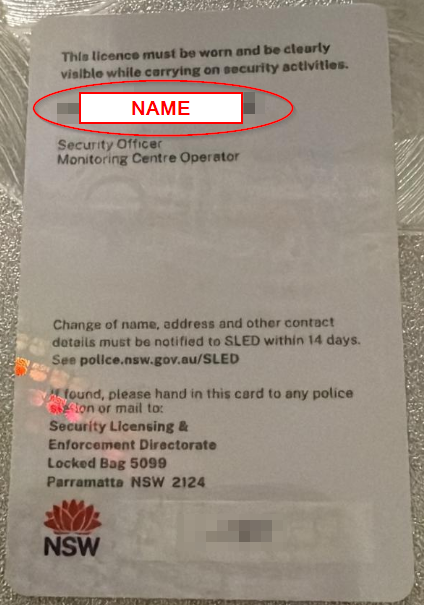 This licence must be worn and be clearly
visible while carrying on security activities.
NAME
Security Officer
Monitoring Centre Operator
Change of name, address and other contact
details must be notified to SLED within 14 days.
See police.nsw.gov.au/SLED
If found, please hand in this card to any police
station or mail to:
Security Licensing &
Enforcement Directorate
Locked Bag 5099
Parramatta NSW 2124
NSW